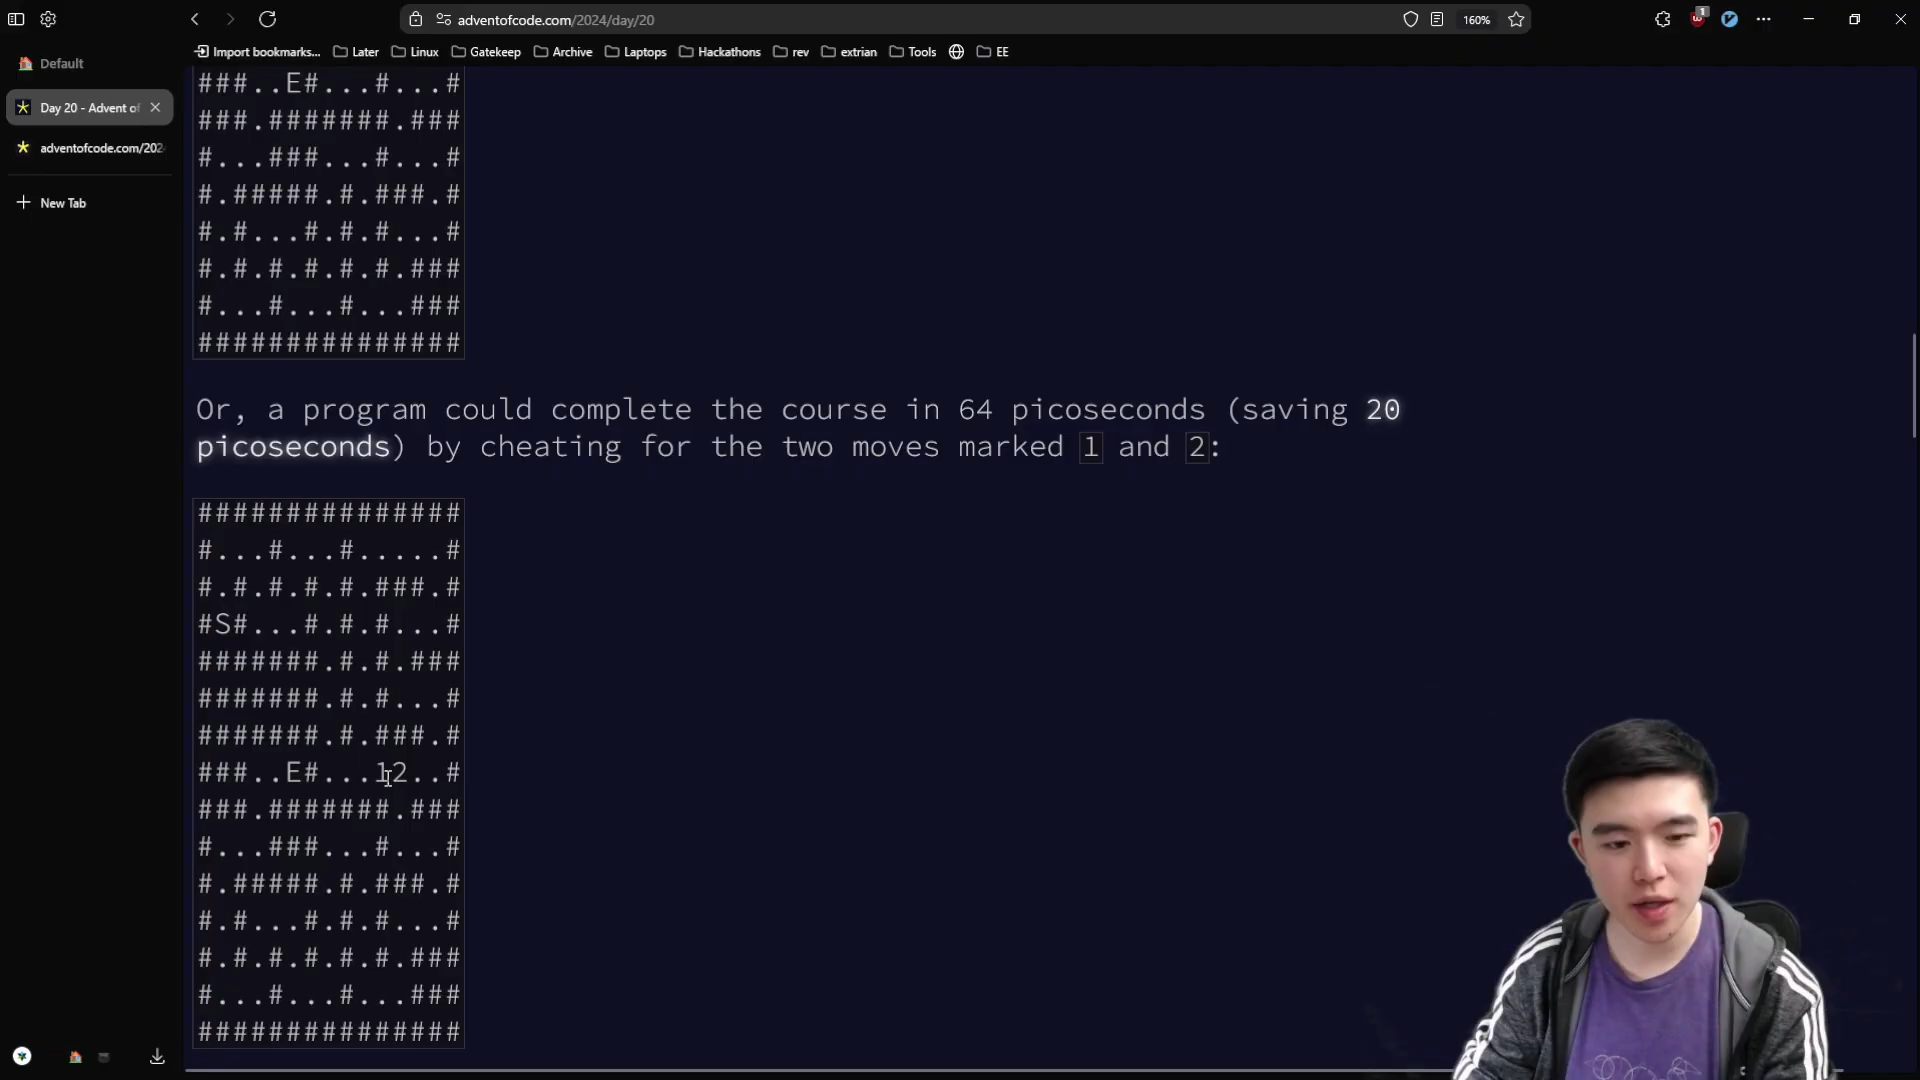 adventofcode.com/2024/day/20
160%
1
Import bookmarks...
Later
Linux
Gatekeep
Archive
Laptops
Hackathons
rev
extrian
Tools
EE
Default
Day 20 - Advent of
adventofcode.com/202
New Tab
###..E#...#...#
###.#######.###
#...###...#...#
#.#####.#.###.#
#.#...#.#.#...#
#.#.#.#.#.#.###
#...#...#...###
###############
Or, a program could complete the course in 64 picoseconds (saving 20
picoseconds) by cheating for the two moves marked 1 and 2:
###############
#...#...#.....#
#.#.#.#.#.###.#
#S#...#.#.#...#
#######.#.#.###
#######.#.#...#
#######.#.###.#
###..E#...12..#
###.#######.###
#...###...#...#
#.#####.#.###.#
#.#...#.#.#...#
#.#.#.#.#.#.###
#...#...#...###
###############